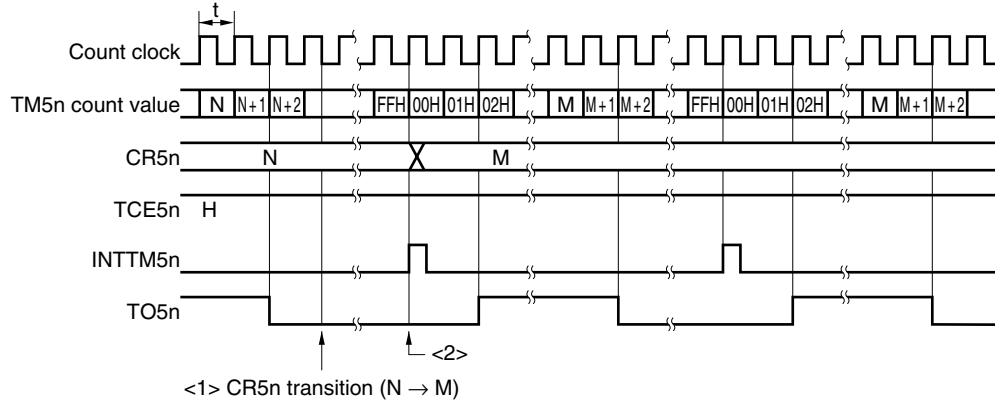 t
Count clock
TM5n count value N N+1 N+2 FFH 00H 01H 02H M M+1 M+2 FFH 00H 01H 02H M M+1 M+2
CR5n N M
TCE5n H
INTTM5n
TO5n
<2>
<1> CR5n transition (N → M)